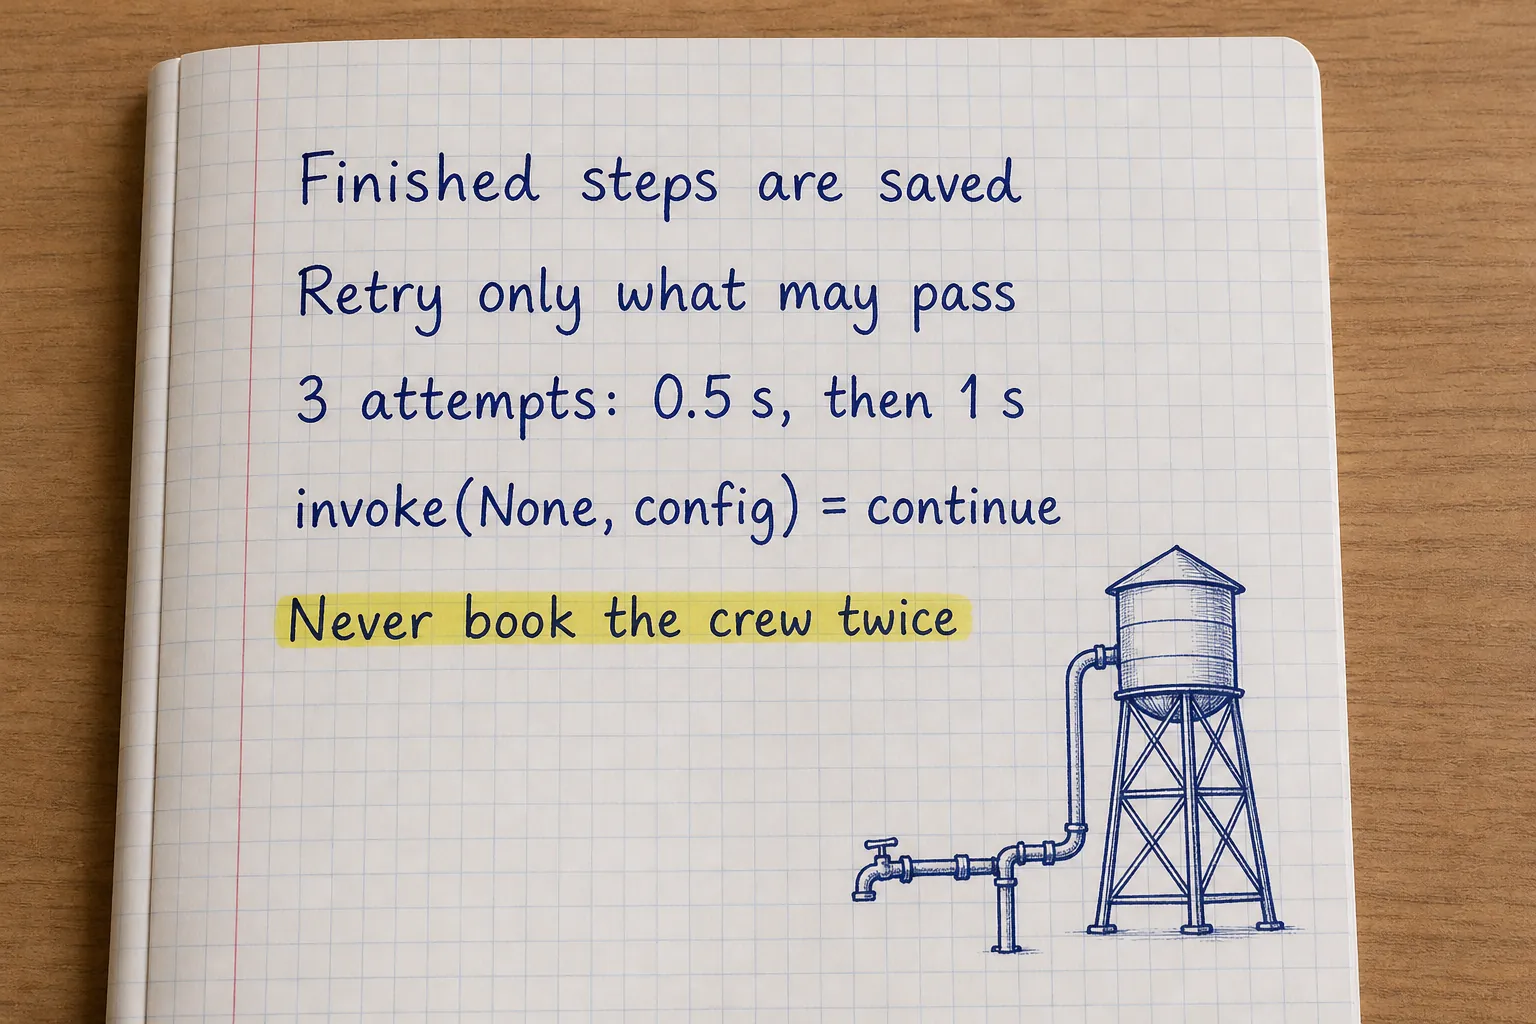 Finished steps are saved
Retry only what may pass
3 attempts: 0.5 s, then 1 s
invoke(None, config) = continue
Never book the crew twice